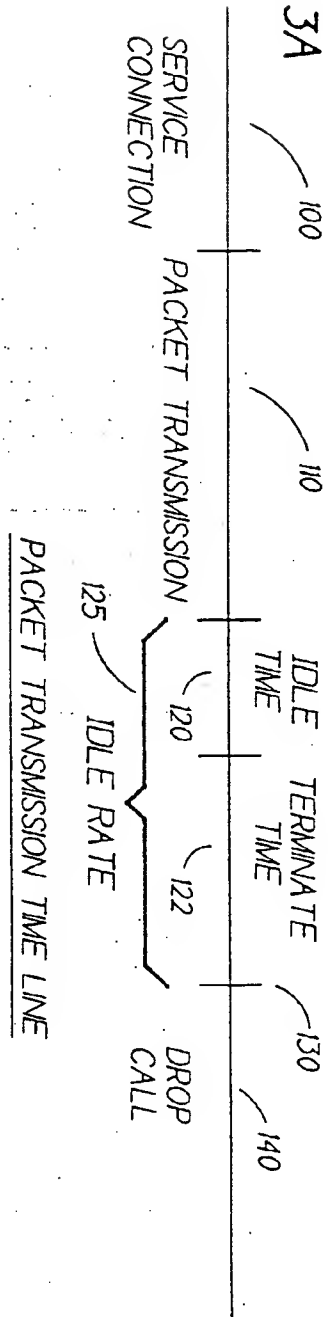 3A
100
110
IDLE
TIME
TERMINATE
TIME
130
140
SERVICE
CONNECTION
PACKET TRANSMISSION
120
122
DROP
CALL
125
IDLE RATE
PACKET TRANSMISSION TIME LINE